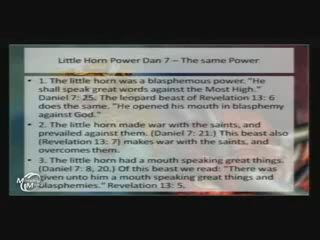 Little Horn Power Dan 7 – The same Power
• 1. The little horn was a blasphemous power. "He
shall speak great words against the Most High."
Daniel 7: 25. The leopard beast of Revelation 13: 6
does the same. "He opened his mouth in blasphemy
against God."
• 2. The little horn made war with the saints, and
prevailed against them. (Daniel 7: 21.) This beast also
(Revelation 13: 7) makes war with the saints, and
overcomes them.
• 3. The little horn had a mouth speaking great things.
(Daniel 7: 8, 20.) Of this beast we read: "There was
given unto him a mouth speaking great things and
blasphemies." Revelation 13: 5,